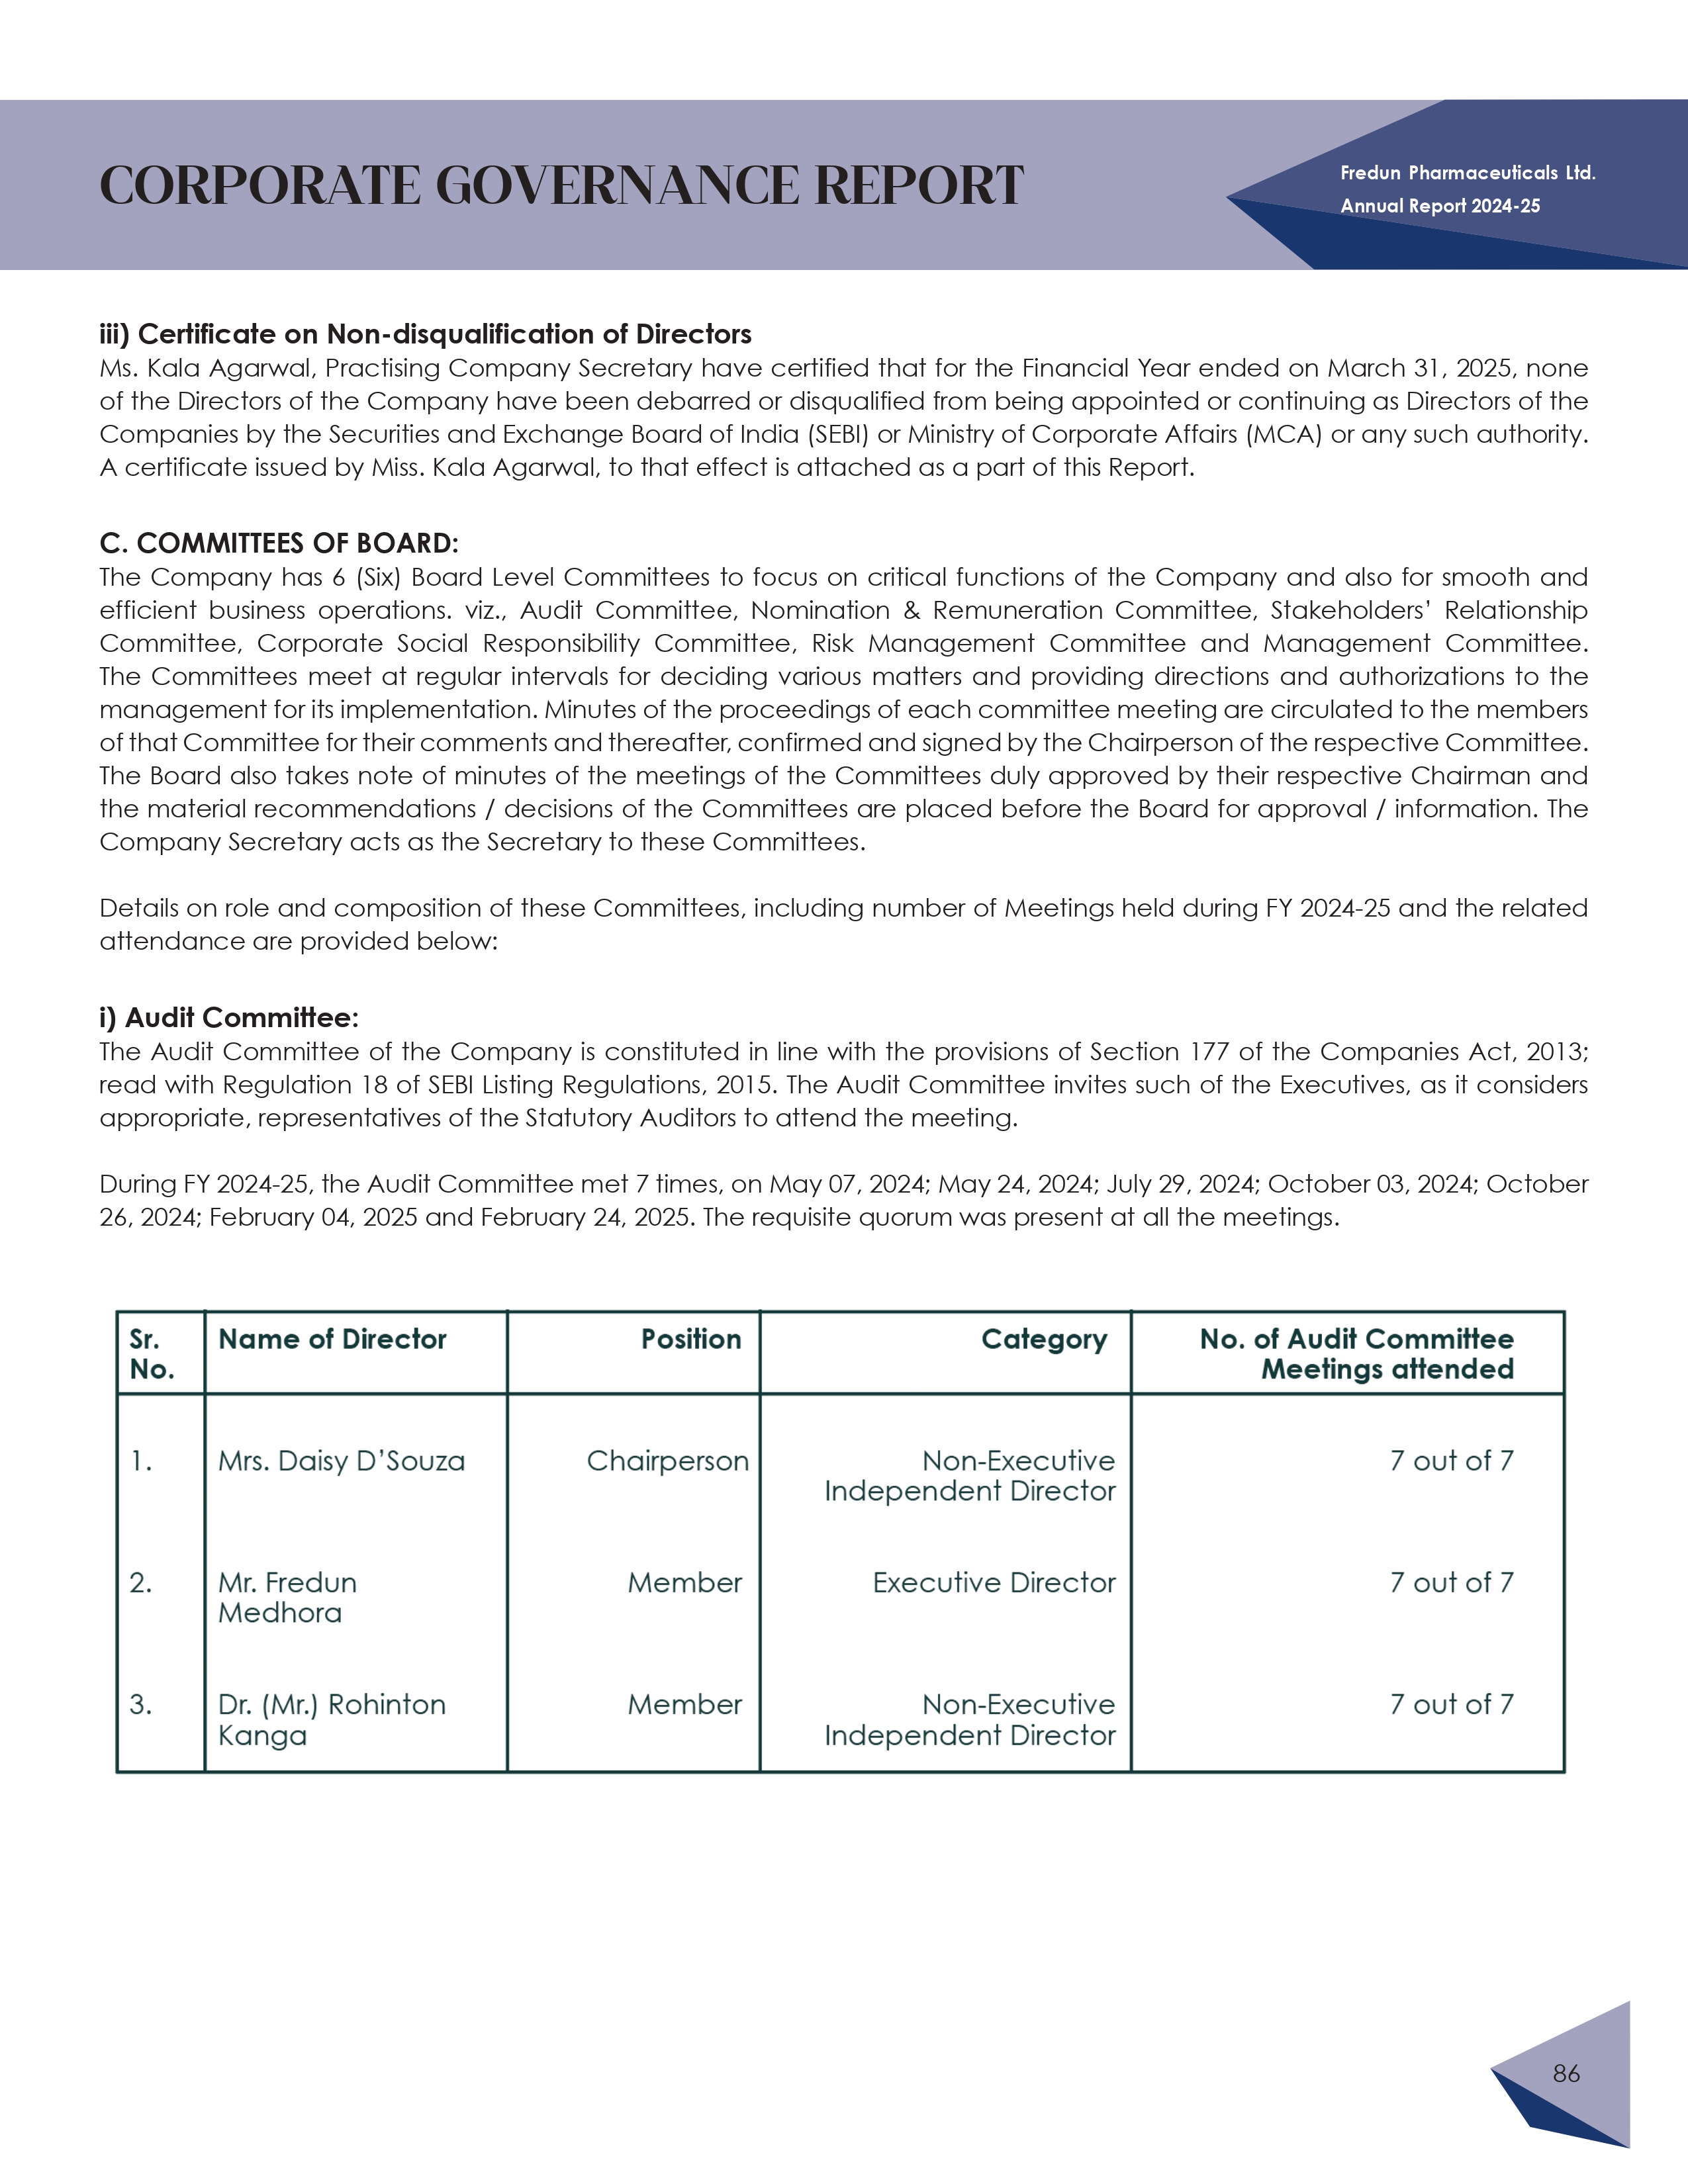 CORPORATE GOVERNANCE REPORT
Fredun Pharmaceuticals Ltd.
Annual Report 2024-25
iii) Certificate on Non-disqualification of Directors
Ms. Kala Agarwal, Practising Company Secretary have certified that for the Financial Year ended on March 31, 2025, none
of the Directors of the Company have been debarred or disqualified from being appointed or continuing as Directors of the
Companies by the Securities and Exchange Board of India (SEBI) or Ministry of Corporate Affairs (MCA) or any such authority.
A certificate issued by Miss. Kala Agarwal, to that effect is attached as a part of this Report.
C. COMMITTEES OF BOARD:
The Company has 6 (Six) Board Level Committees to focus on critical functions of the Company and also for smooth and
efficient business operations. viz., Audit Committee, Nomination & Remuneration Committee, Stakeholders’ Relationship
Committee, Corporate Social Responsibility Committee, Risk Management Committee and Management Committee.
The Committees meet at regular intervals for deciding various matters and providing directions and authorizations to the
management for its implementation. Minutes of the proceedings of each committee meeting are circulated to the members
of that Committee for their comments and thereafter, confirmed and signed by the Chairperson of the respective Committee.
The Board also takes note of minutes of the meetings of the Committees duly approved by their respective Chairman and
the material recommendations / decisions of the Committees are placed before the Board for approval / information. The
Company Secretary acts as the Secretary to these Committees.
Details on role and composition of these Committees, including number of Meetings held during FY 2024-25 and the related
attendance are provided below:
i) Audit Committee:
The Audit Committee of the Company is constituted in line with the provisions of Section 177 of the Companies Act, 2013;
read with Regulation 18 of SEBI Listing Regulations, 2015. The Audit Committee invites such of the Executives, as it considers
appropriate, representatives of the Statutory Auditors to attend the meeting.
During FY 2024-25, the Audit Committee met 7 times, on May 07, 2024; May 24, 2024; July 29, 2024; October 03, 2024; October
26, 2024; February 04, 2025 and February 24, 2025. The requisite quorum was present at all the meetings.
Sr. Name of Director Position Category No. of Audit Committee
No. Meetings attended
1. Mrs. Daisy D’Souza Chairperson Non-Executive 7 out of 7
Independent Director
2. Mr. Fredun Member Executive Director 7 out of 7
Medhora
3. Dr. (Mr.) Rohinton Member Non-Executive 7 out of 7
Kanga Independent Director
86